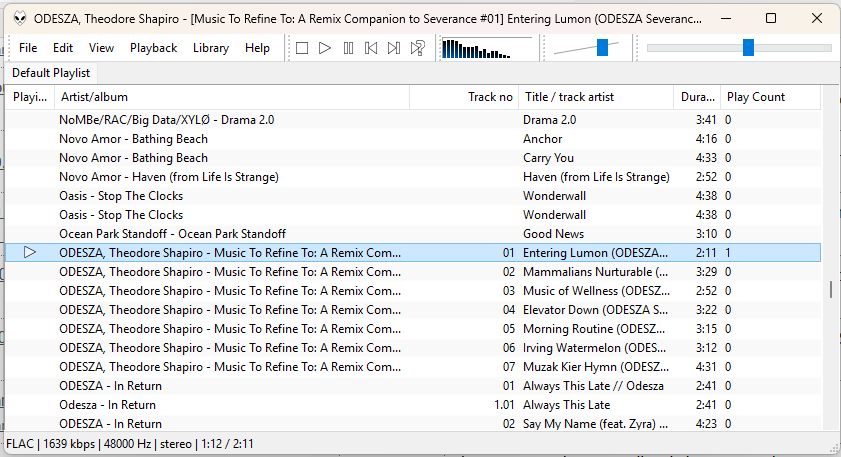 ODESZA, Theodore Shapiro - [Music To Refine To: A Remix Companion to Severance #01] Entering Lumon (ODESZA Severanc...
File Edit View Playback Library Help
Default Playlist
Playi... Artist/album Track no Title / track artist Dura... Play Count
NoMBe/RAC/Big Data/XYLØ - Drama 2.0 Drama 2.0 3:41 0
Novo Amor - Bathing Beach Anchor 4:16 0
Novo Amor - Bathing Beach Carry You 4:33 0
Novo Amor - Haven (from Life Is Strange) Haven (from Life Is Strange) 2:52 0
Oasis - Stop The Clocks Wonderwall 4:38 0
Oasis - Stop The Clocks Wonderwall 4:38 0
Ocean Park Standoff - Ocean Park Standoff Good News 3:10 0
ODESZA, Theodore Shapiro - Music To Refine To: A Remix Com... 01 Entering Lumon (ODESZA... 2:11 1
ODESZA, Theodore Shapiro - Music To Refine To: A Remix Com... 02 Mammalians Nurturable (... 3:29 0
ODESZA, Theodore Shapiro - Music To Refine To: A Remix Com... 03 Music of Wellness (ODESZ... 2:52 0
ODESZA, Theodore Shapiro - Music To Refine To: A Remix Com... 04 Elevator Down (ODESZA S... 3:22 0
ODESZA, Theodore Shapiro - Music To Refine To: A Remix Com... 05 Morning Routine (ODESZ... 3:15 0
ODESZA, Theodore Shapiro - Music To Refine To: A Remix Com... 06 Irving Watermelon (ODES... 3:12 0
ODESZA, Theodore Shapiro - Music To Refine To: A Remix Com... 07 Muzak Kier Hymn (ODESZ... 4:31 0
ODESZA - In Return 01 Always This Late // Odesza 2:41 0
Odesza - In Return 1.01 Always This Late 2:41 0
ODESZA - In Return 02 Say My Name (feat. Zyra) ... 4:23 0
FLAC | 1639 kbps | 48000 Hz | stereo | 1:12 / 2:11